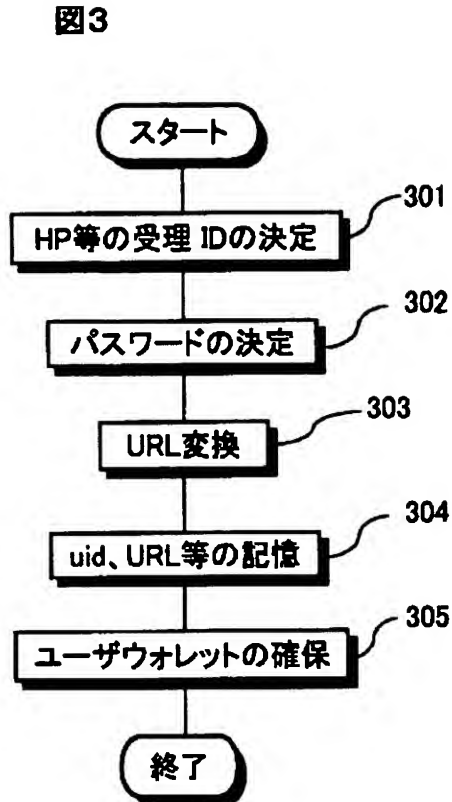 図3
スタート
HP等の受理 IDの決定
301
パスワードの決定
302
URL変換
303
uid、URL等の記憶
304
ユーザウォレットの確保
305
終了